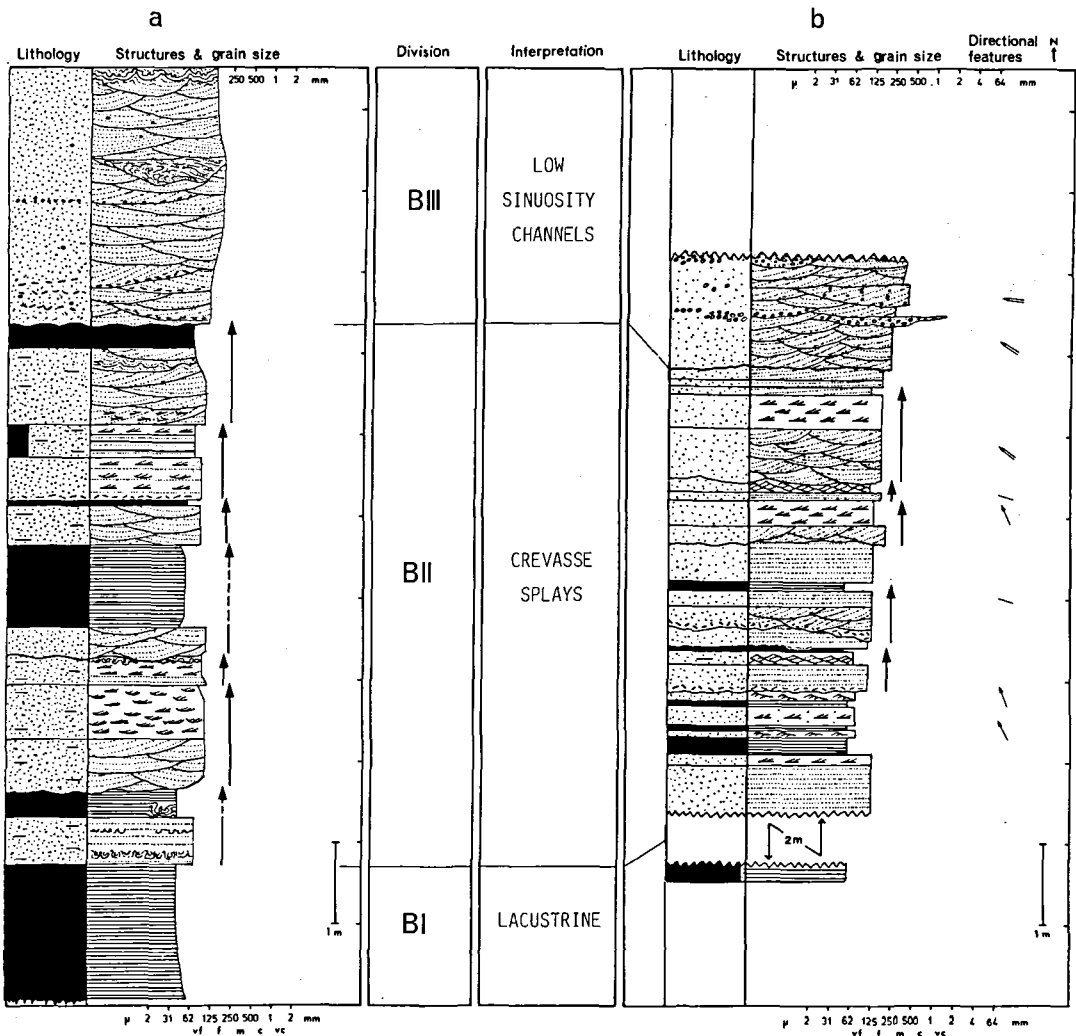 a
b
Lithology Structures & grain size Division Interpretation Lithology Structures & grain size Directional features N
250 500 1 2 mm
μ 2 31 62 125 250 500 .1 2 4 64 mm
BIII
LOW
SINUOSITY
CHANNELS
BII
CREVASSE
SPLAYS
2m
1m
1m
BI
LACUSTRINE
μ 2 31 62 125 250 500 1 2 mm
vf f m c vc
μ 2 31 62 125 250 500 1 2 4 64 mm
vf f m c vc